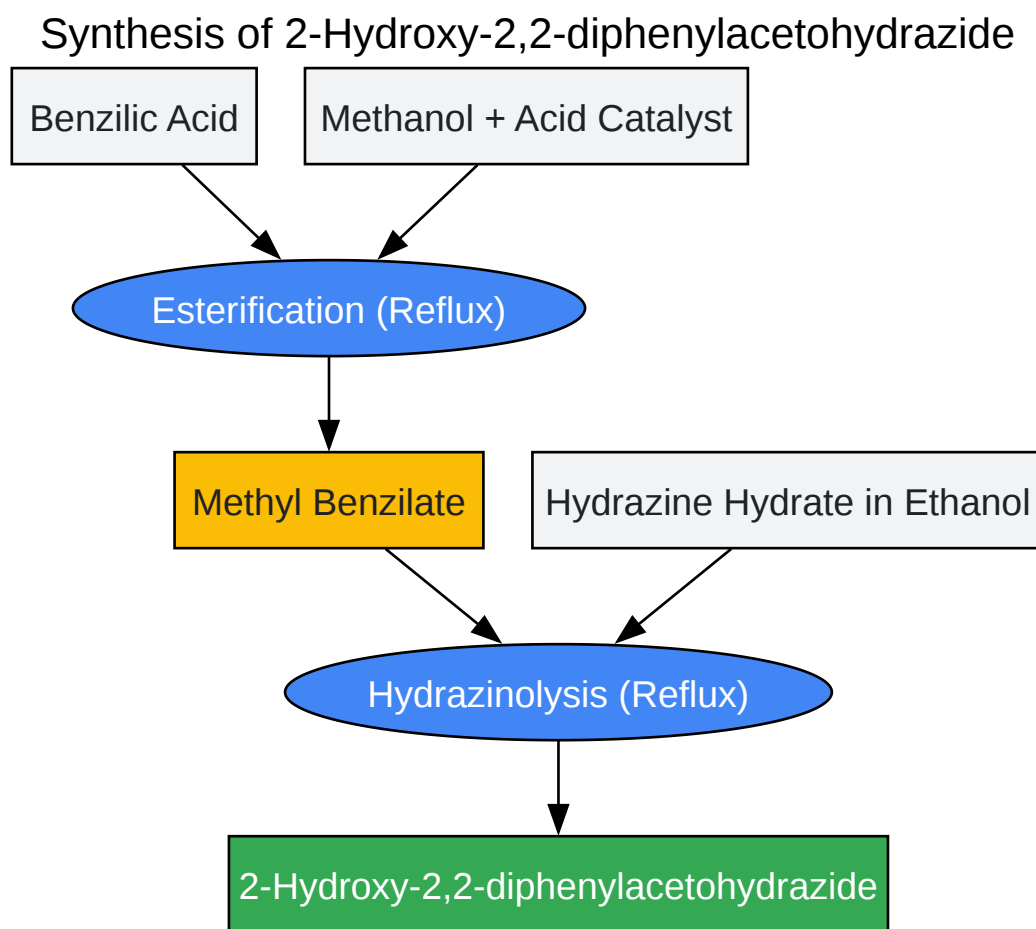 Synthesis of 2-Hydroxy-2,2-diphenylacetohydrazide
Benzilic Acid
Methanol + Acid Catalyst
Esterification (Reflux)
Methyl Benzilate
Hydrazine Hydrate in Ethanol
Hydrazinolysis (Reflux)
2-Hydroxy-2,2-diphenylacetohydrazide